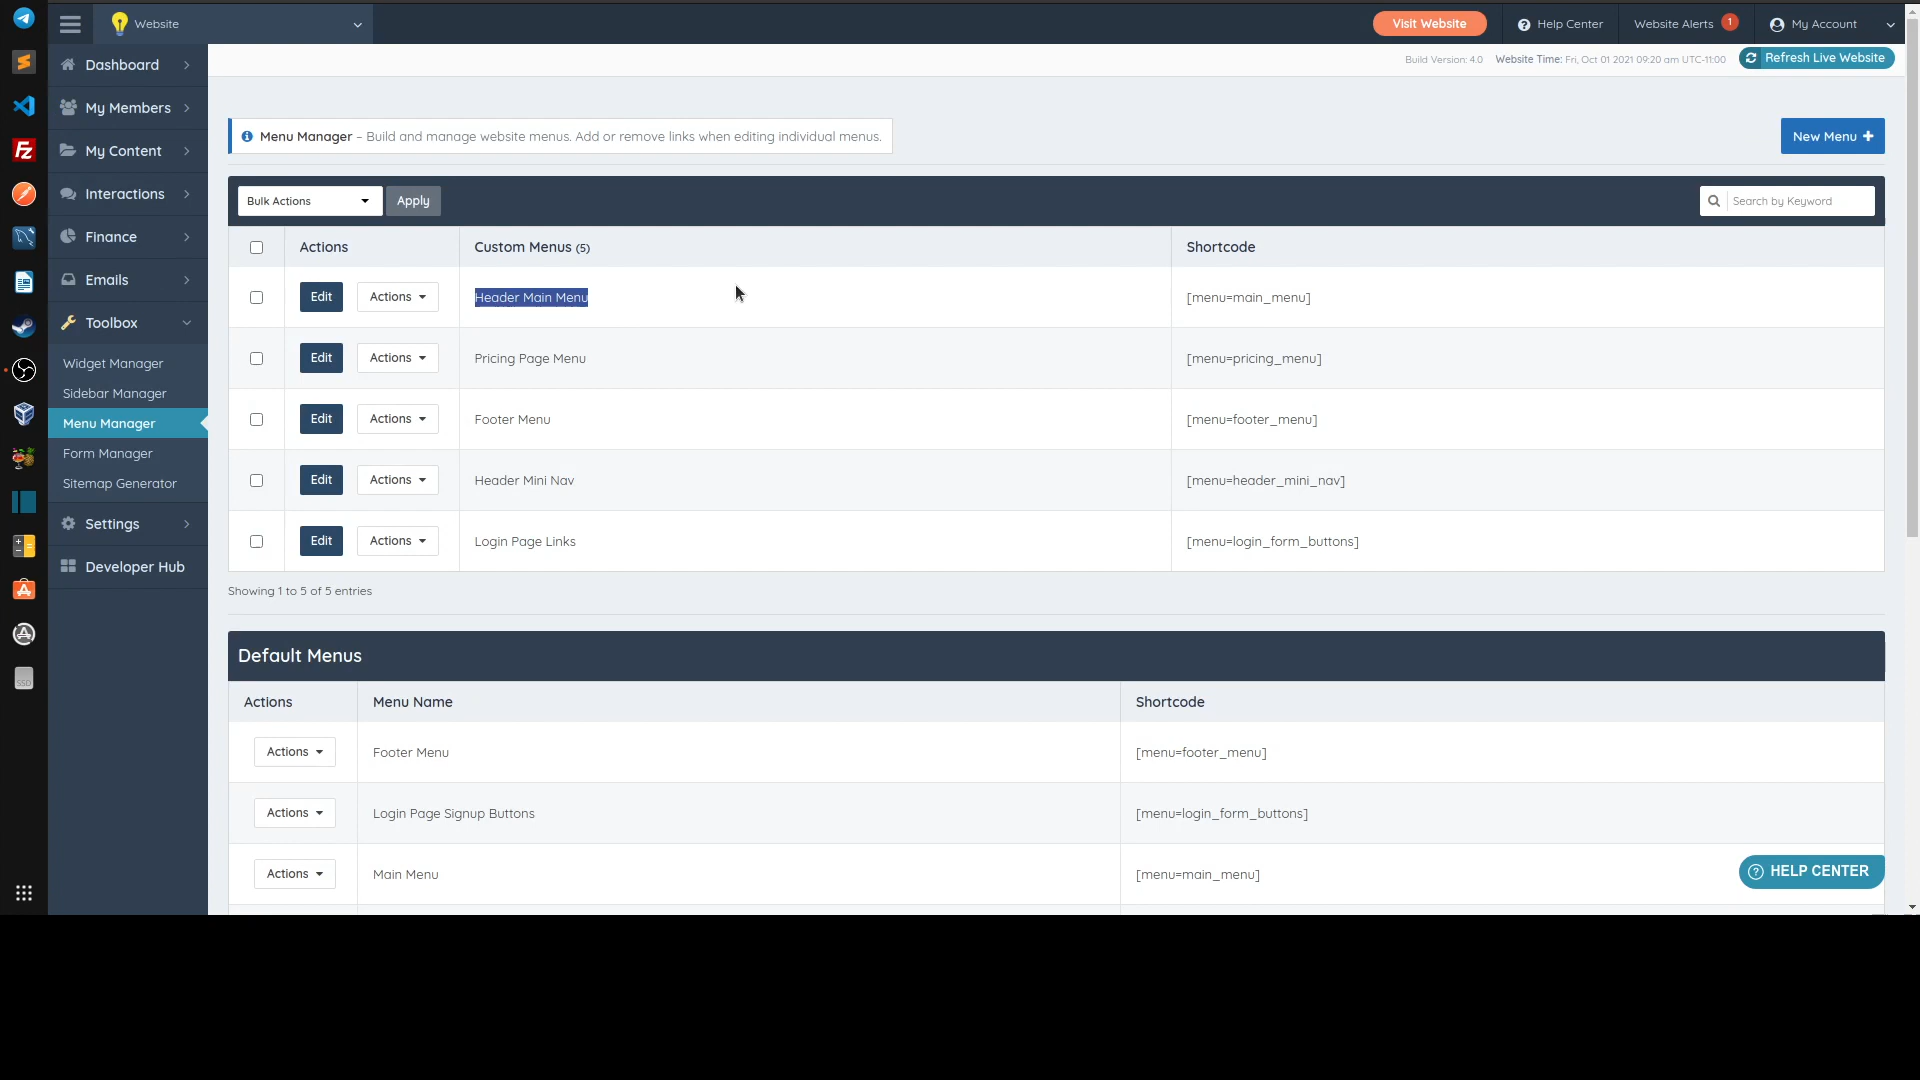 Website
Visit Website
Help Center
Website Alerts
1
My Account
Build Version: 4.0
Website Time: Fri, Oct 01 2021 09:20 am UTC-11:00
Refresh Live Website
Dashboard
My Members
My Content
Interactions
Finance
Emails
Toolbox
Widget Manager
Sidebar Manager
Menu Manager
Form Manager
Sitemap Generator
Settings
Developer Hub
Menu Manager – Build and manage website menus. Add or remove links when editing individual menus.
New Menu
Bulk Actions
Apply
Search by Keyword
Actions Custom Menus (5) Shortcode
Edit Actions Header Main Menu [menu=main_menu]
Edit Actions Pricing Page Menu [menu=pricing_menu]
Edit Actions Footer Menu [menu=footer_menu]
Edit Actions Header Mini Nav [menu=header_mini_nav]
Edit Actions Login Page Links [menu=login_form_buttons]
Showing 1 to 5 of 5 entries
Default Menus
Actions Menu Name Shortcode
Actions Footer Menu [menu=footer_menu]
Actions Login Page Signup Buttons [menu=login_form_buttons]
Actions Main Menu [menu=main_menu]
HELP CENTER
Fz
SSD